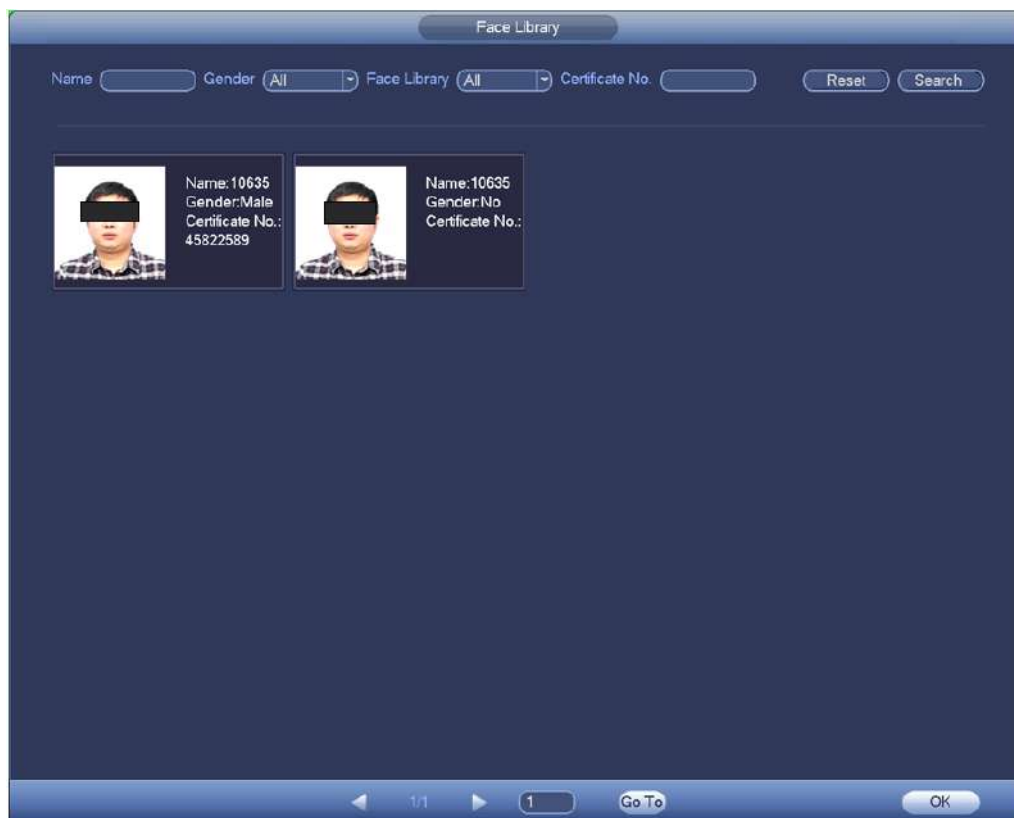 Face Library
Name Gender All Face Library All Certificate No. Reset Search
Name:10635
Gender:Male
Certificate No.:
45822589
Name:10635
Gender:No
Certificate No.:
1/1 1 Go To OK